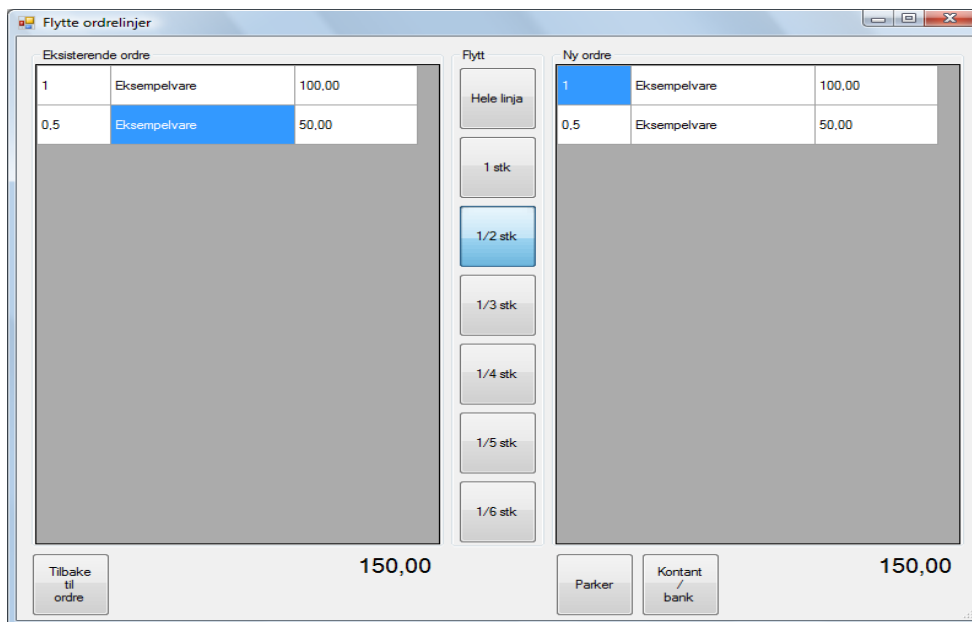 Flytte ordrelinjer
Eksisterende ordre
1 Eksempelvare 100,00
0,5 Eksempelvare 50,00
Flytt
Hele linja
1 stk
1/2 stk
1/3 stk
1/4 stk
1/5 stk
1/6 stk
Ny ordre
1 Eksempelvare 100,00
0,5 Eksempelvare 50,00
Tilbake
til
ordre
150,00
Parker
Kontant
/
bank
150,00